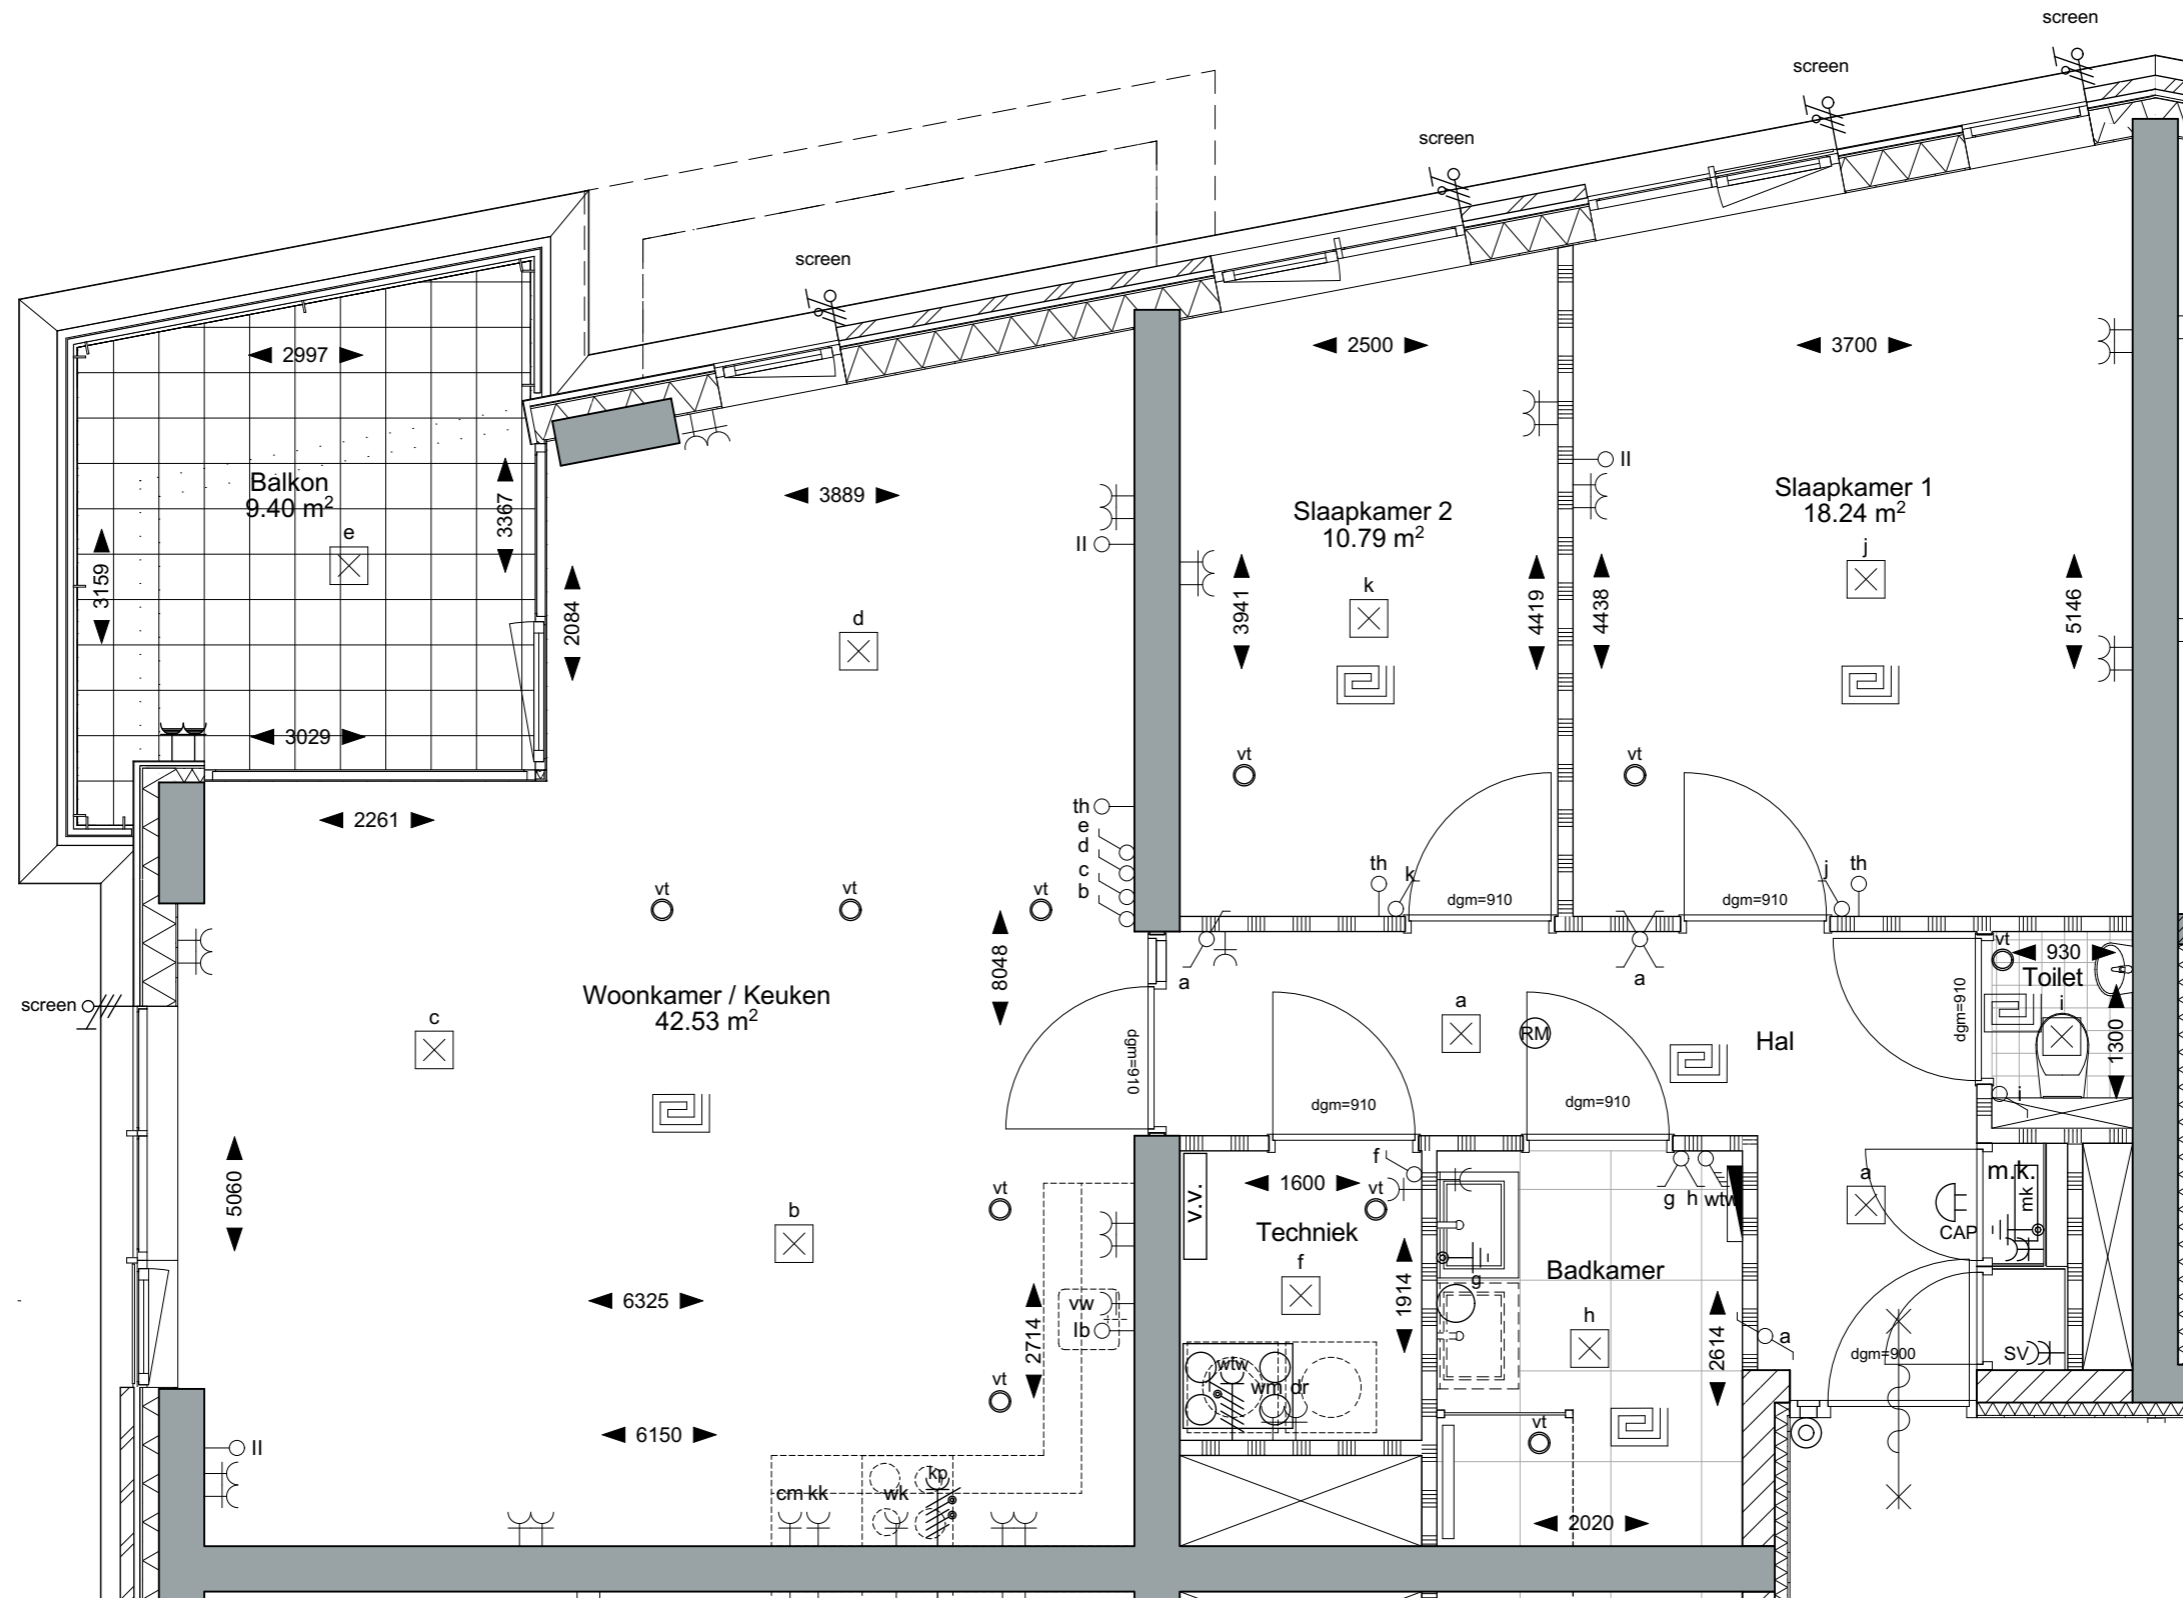 screen
screen
screen
screen
screen
2997
2500
3700
Balkon
9.40 m²
e
3367
3159
3029
2084
3889
d
II
Slaapkamer 2
10.79 m²
k
3941
4419
II
Slaapkamer 1
18.24 m²
j
4438
5146
vt
vt
2261
th
e
d
c
b
th
k
dgm=910
dgm=910
j
th
vt
vt
vt
8048
a
a
vt
930
Toilet
i
1300
i
dgm=910
screen
c
Woonkamer / Keuken
42.53 m²
dgm=910
a
RM
Hal
dgm=910
dgm=910
5060
b
vt
6325
2714
vw
lb
vt
6150
II
cm
kk
wk
kp
v.v.
1600
f
vt
Techniek
f
1914
wtw
wm
dr
g
h
wtw
g
Badkamer
h
2614
vt
2020
a
m.k.
mk
CAP
a
dgm=900
SV